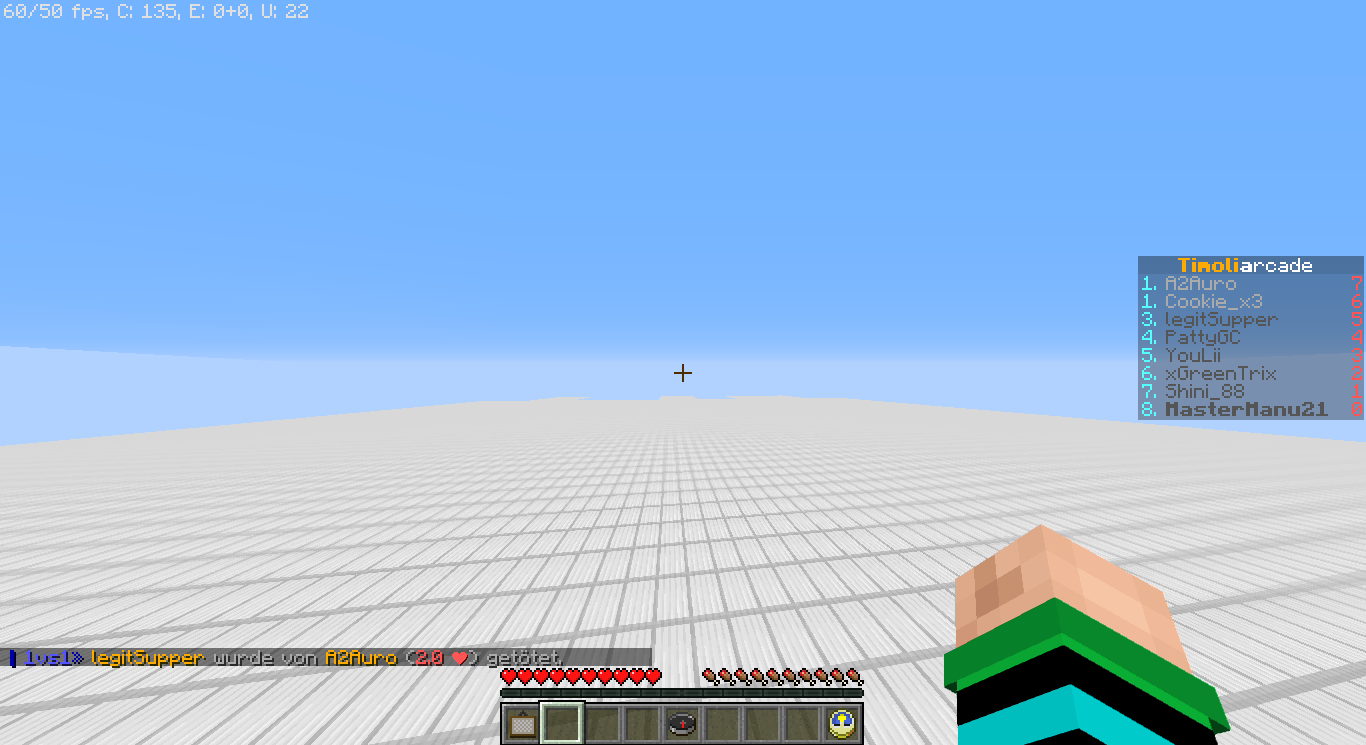 60/50 fps, C: 135, E: 0+0, U: 22
Timoliarcade
1. A2Auro 7
1. Cookie_x3 6
3. legitSupper 5
4. PattyGC 4
5. YouLii 3
6. xGreenTrix 2
7. Shini_88 1
8. MasterManu21 0
1vs1» legitSupper wurde von A2Auro (2.0 ❤) getötet